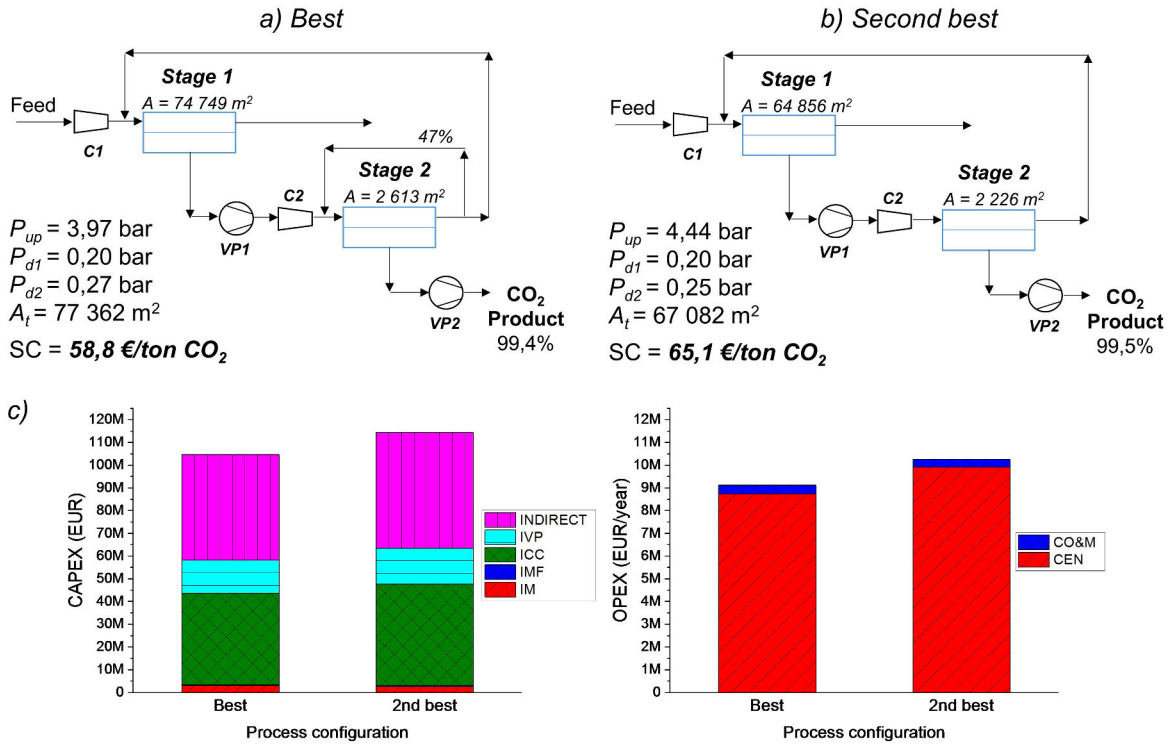 a) Best
Feed
C1
Stage 1
A = 74 749 m²
47%
Stage 2
A = 2 613 m²
C2
VP1
VP2
CO₂
Product
99,4%
P_up = 3,97 bar
P_d1 = 0,20 bar
P_d2 = 0,27 bar
A_t = 77 362 m²
SC = 58,8 €/ton CO₂
b) Second best
Feed
C1
Stage 1
A = 64 856 m²
Stage 2
A = 2 226 m²
C2
VP1
VP2
CO₂
Product
99,5%
P_up = 4,44 bar
P_d1 = 0,20 bar
P_d2 = 0,25 bar
A_t = 67 082 m²
SC = 65,1 €/ton CO₂
c)
CAPEX (EUR)
120M
110M
100M
90M
80M
70M
60M
50M
40M
30M
20M
10M
0
Best
2nd best
Process configuration
INDIRECT
IVP
ICC
IMF
IM
OPEX (EUR/year)
12M
11M
10M
9M
8M
7M
6M
5M
4M
3M
2M
1M
0
Best
2nd best
Process configuration
CO&M
CEN